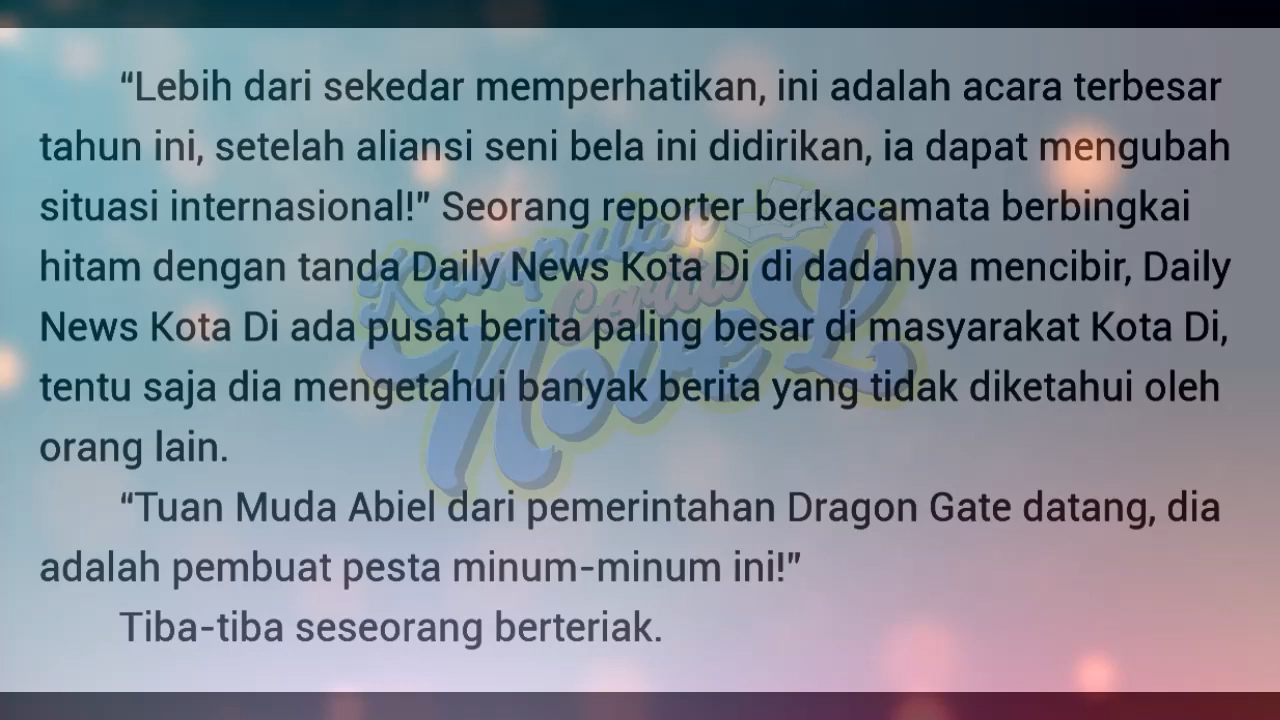 “Lebih dari sekedar memperhatikan, ini adalah acara terbesar
tahun ini, setelah aliansi seni bela ini didirikan, ia dapat mengubah
situasi internasional!” Seorang reporter berkacamata berbingkai
hitam dengan tanda Daily News Kota Di di dadanya mencibir, Daily
News Kota Di ada pusat berita paling besar di masyarakat Kota Di,
tentu saja dia mengetahui banyak berita yang tidak diketahui oleh
orang lain.
“Tuan Muda Abiel dari pemerintahan Dragon Gate datang, dia
adalah pembuat pesta minum-minum ini!”
Tiba-tiba seseorang berteriak.
Kumpulan
Cerita
Novel